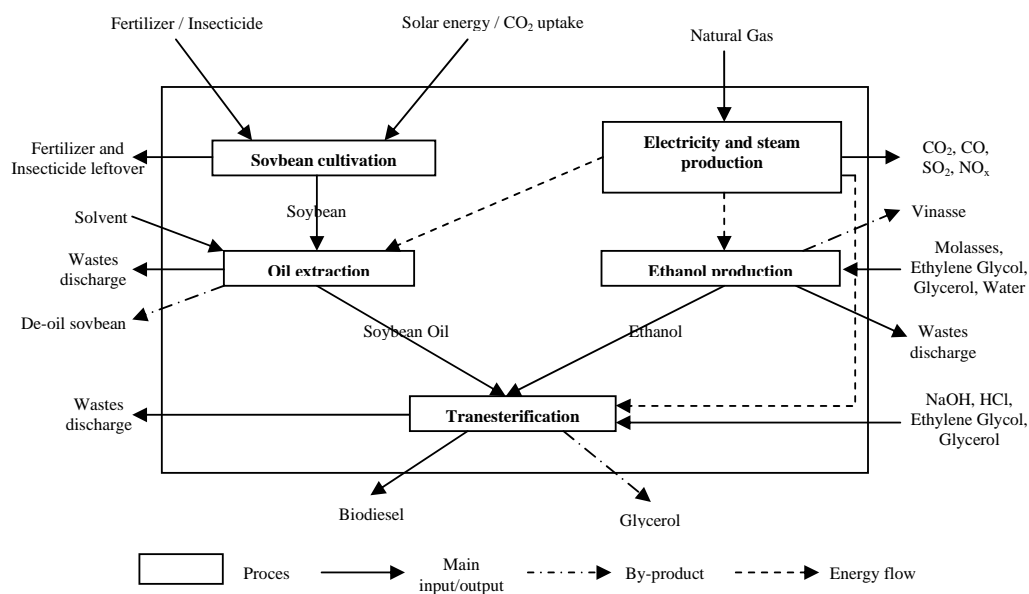 Fertilizer / Insecticide
Solar energy / CO₂ uptake
Natural Gas
Fertilizer and
Insecticide leftover
Sovbean cultivation
Electricity and steam
production
CO₂, CO,
SO₂, NOₓ
Soybean
Solvent
Vinasse
Wastes
discharge
Oil extraction
Ethanol production
Molasses,
Ethylene Glycol,
Glycerol, Water
De-oil sovbean
Soybean Oil
Ethanol
Wastes
discharge
Wastes
discharge
Tranesterification
NaOH, HCl,
Ethylene Glycol,
Glycerol
Biodiesel
Glycerol
Proces
Main
input/output
By-product
Energy flow